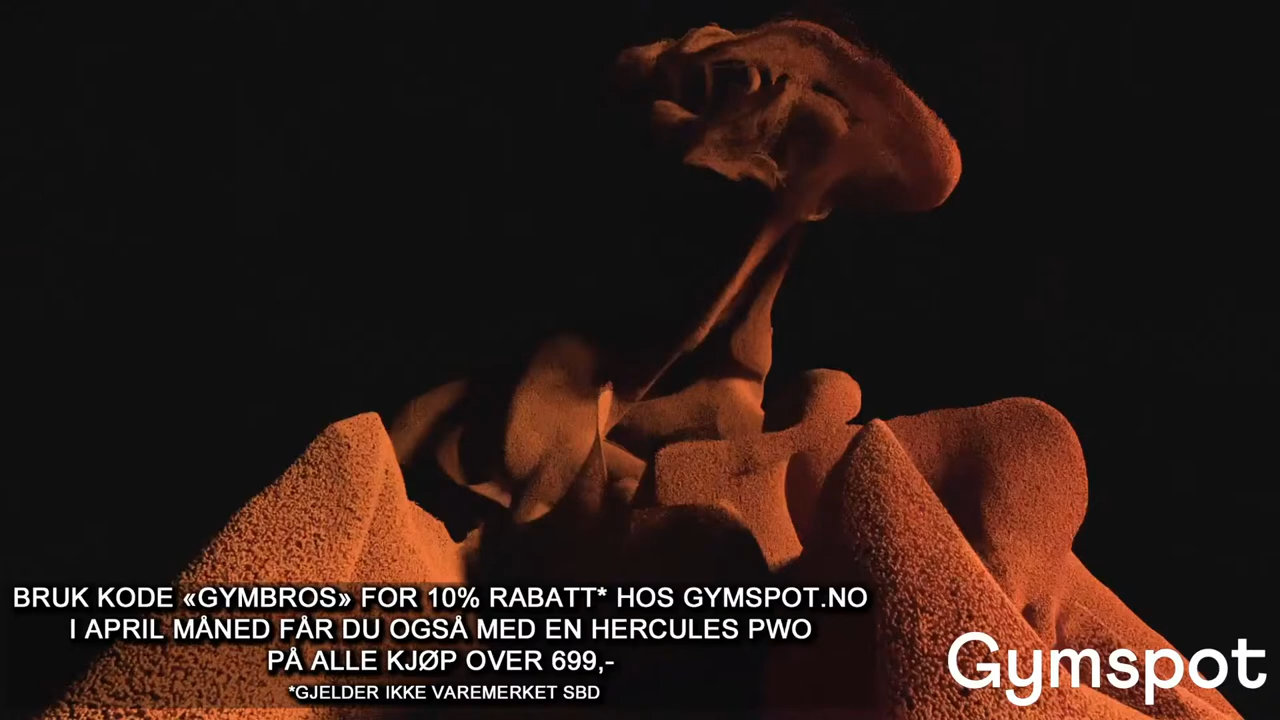 BRUK KODE «GYMBROS» FOR 10% RABATT* HOS GYMSPOT.NO
I APRIL MÅNED FÅR DU OGSÅ MED EN HERCULES PWO
PÅ ALLE KJØP OVER 699,-
*GJELDER IKKE VAREMERKET SBD
Gymspot